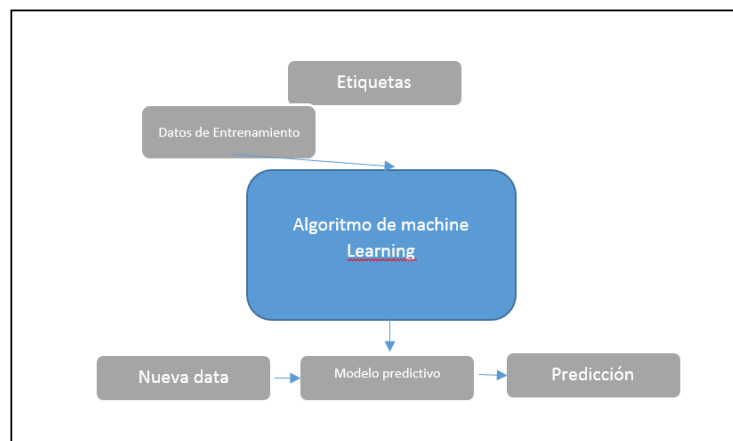 Etiquetas
Datos de Entrenamiento
Algoritmo de machine
Learning
Nueva data
Modelo predictivo
Predicción